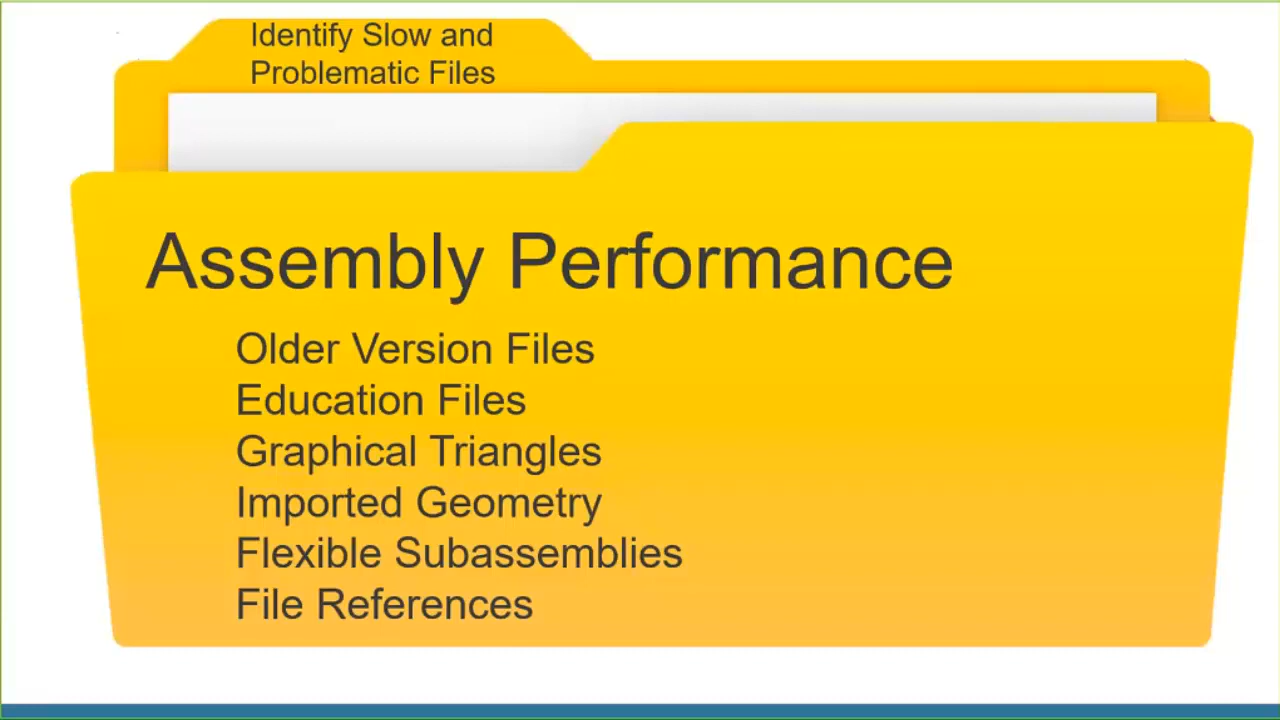 Identify Slow and
Problematic Files
Assembly Performance
Older Version Files
Education Files
Graphical Triangles
Imported Geometry
Flexible Subassemblies
File References